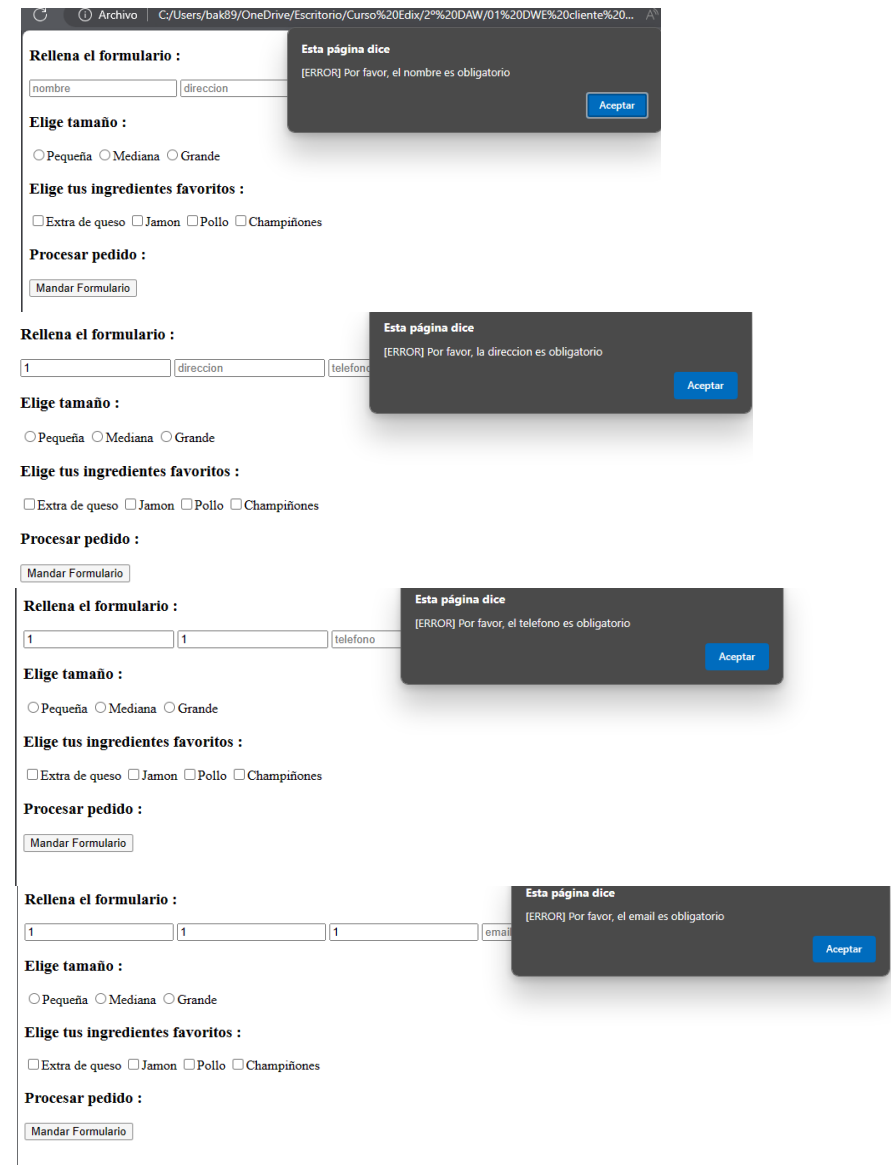 Archivo C:/Users/bak89/OneDrive/Escritorio/Curso%20Edix/2º%20DAW/01%20DWE%20cliente%20... A
Rellena el formulario :
Esta página dice
[ERROR] Por favor, el nombre es obligatorio
nombre direccion
Aceptar
Elige tamaño :
Pequeña Mediana Grande
Elige tus ingredientes favoritos :
Extra de queso Jamon Pollo Champiñones
Procesar pedido :
Mandar Formulario
Rellena el formulario :
Esta página dice
[ERROR] Por favor, la direccion es obligatorio
1 direccion telefono
Aceptar
Elige tamaño :
Pequeña Mediana Grande
Elige tus ingredientes favoritos :
Extra de queso Jamon Pollo Champiñones
Procesar pedido :
Mandar Formulario
Rellena el formulario :
Esta página dice
[ERROR] Por favor, el telefono es obligatorio
1 1 telefono
Aceptar
Elige tamaño :
Pequeña Mediana Grande
Elige tus ingredientes favoritos :
Extra de queso Jamon Pollo Champiñones
Procesar pedido :
Mandar Formulario
Rellena el formulario :
Esta página dice
[ERROR] Por favor, el email es obligatorio
1 1 1 email
Aceptar
Elige tamaño :
Pequeña Mediana Grande
Elige tus ingredientes favoritos :
Extra de queso Jamon Pollo Champiñones
Procesar pedido :
Mandar Formulario